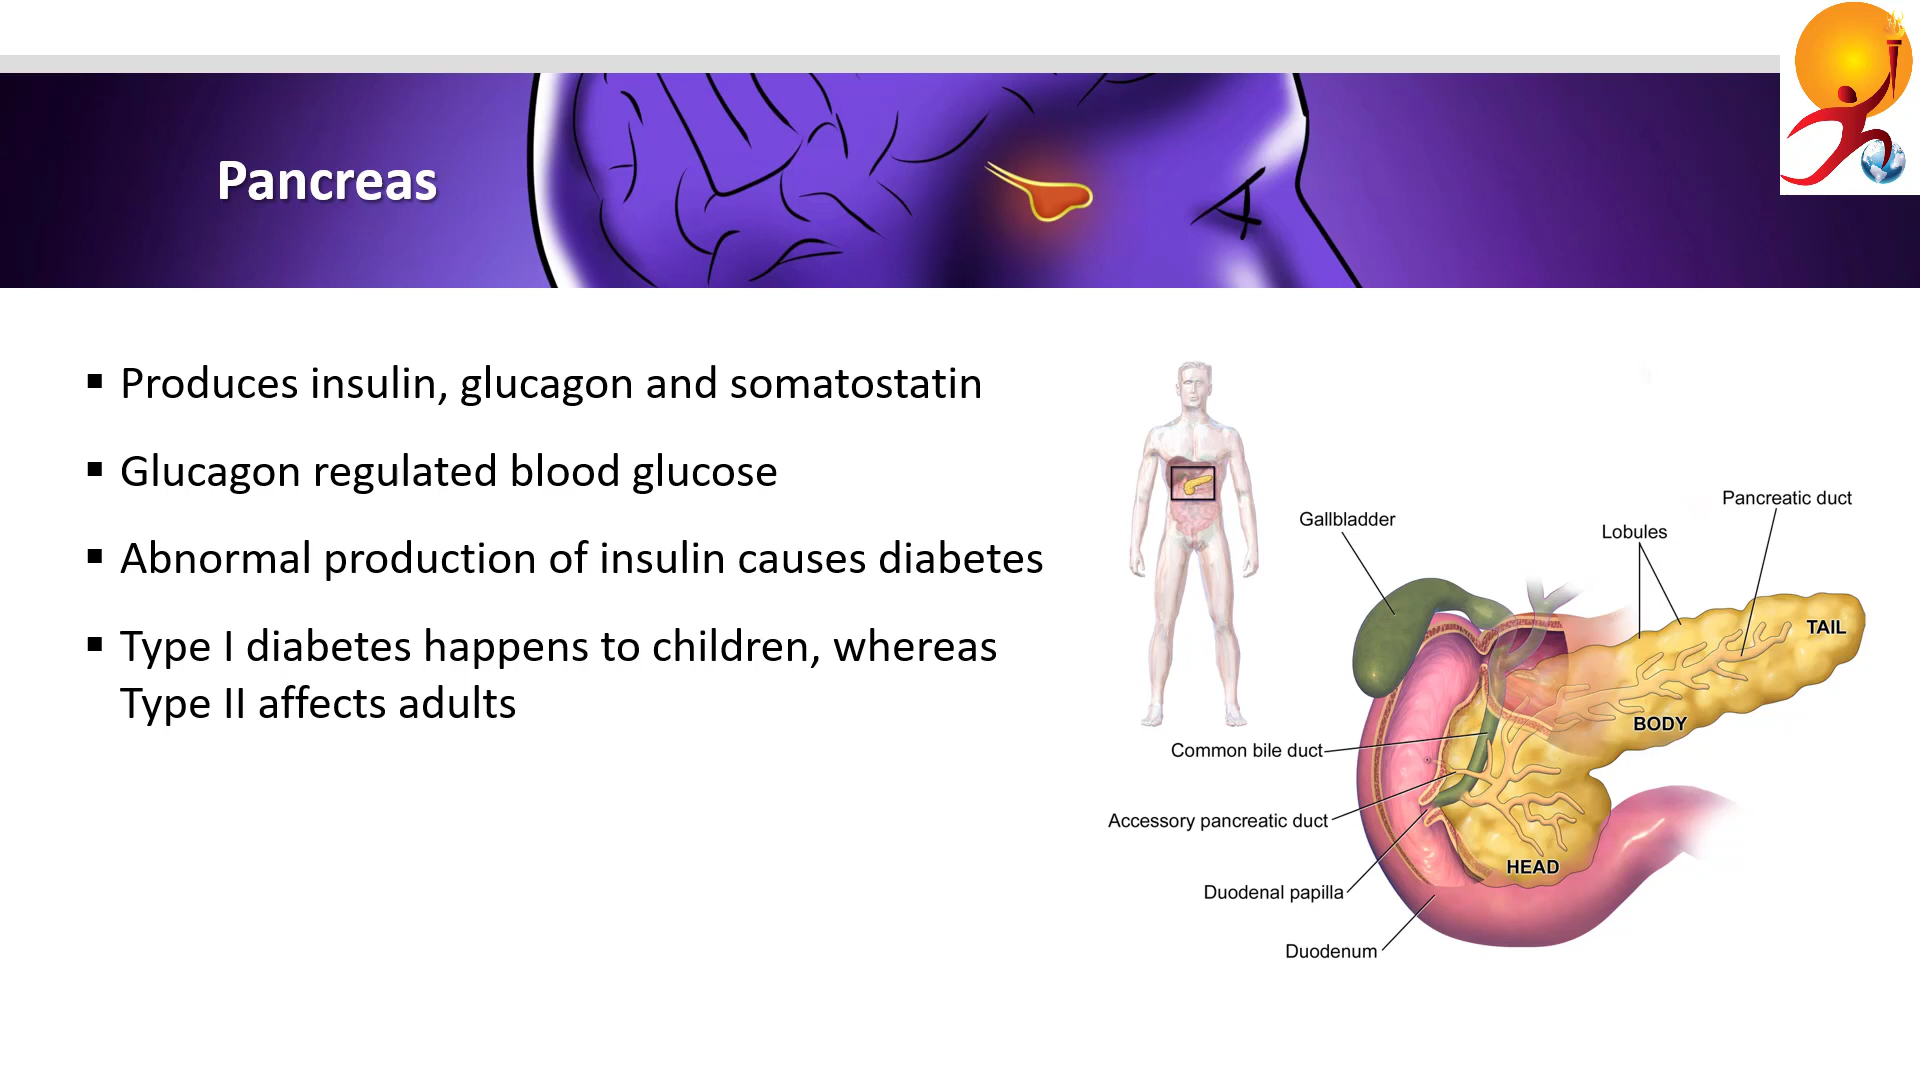 Pancreas
▪ Produces insulin, glucagon and somatostatin
▪ Glucagon regulated blood glucose
▪ Abnormal production of insulin causes diabetes
▪ Type I diabetes happens to children, whereas
Type II affects adults
Pancreatic duct
Gallbladder
Lobules
TAIL
BODY
Common bile duct
Accessory pancreatic duct
HEAD
Duodenal papilla
Duodenum